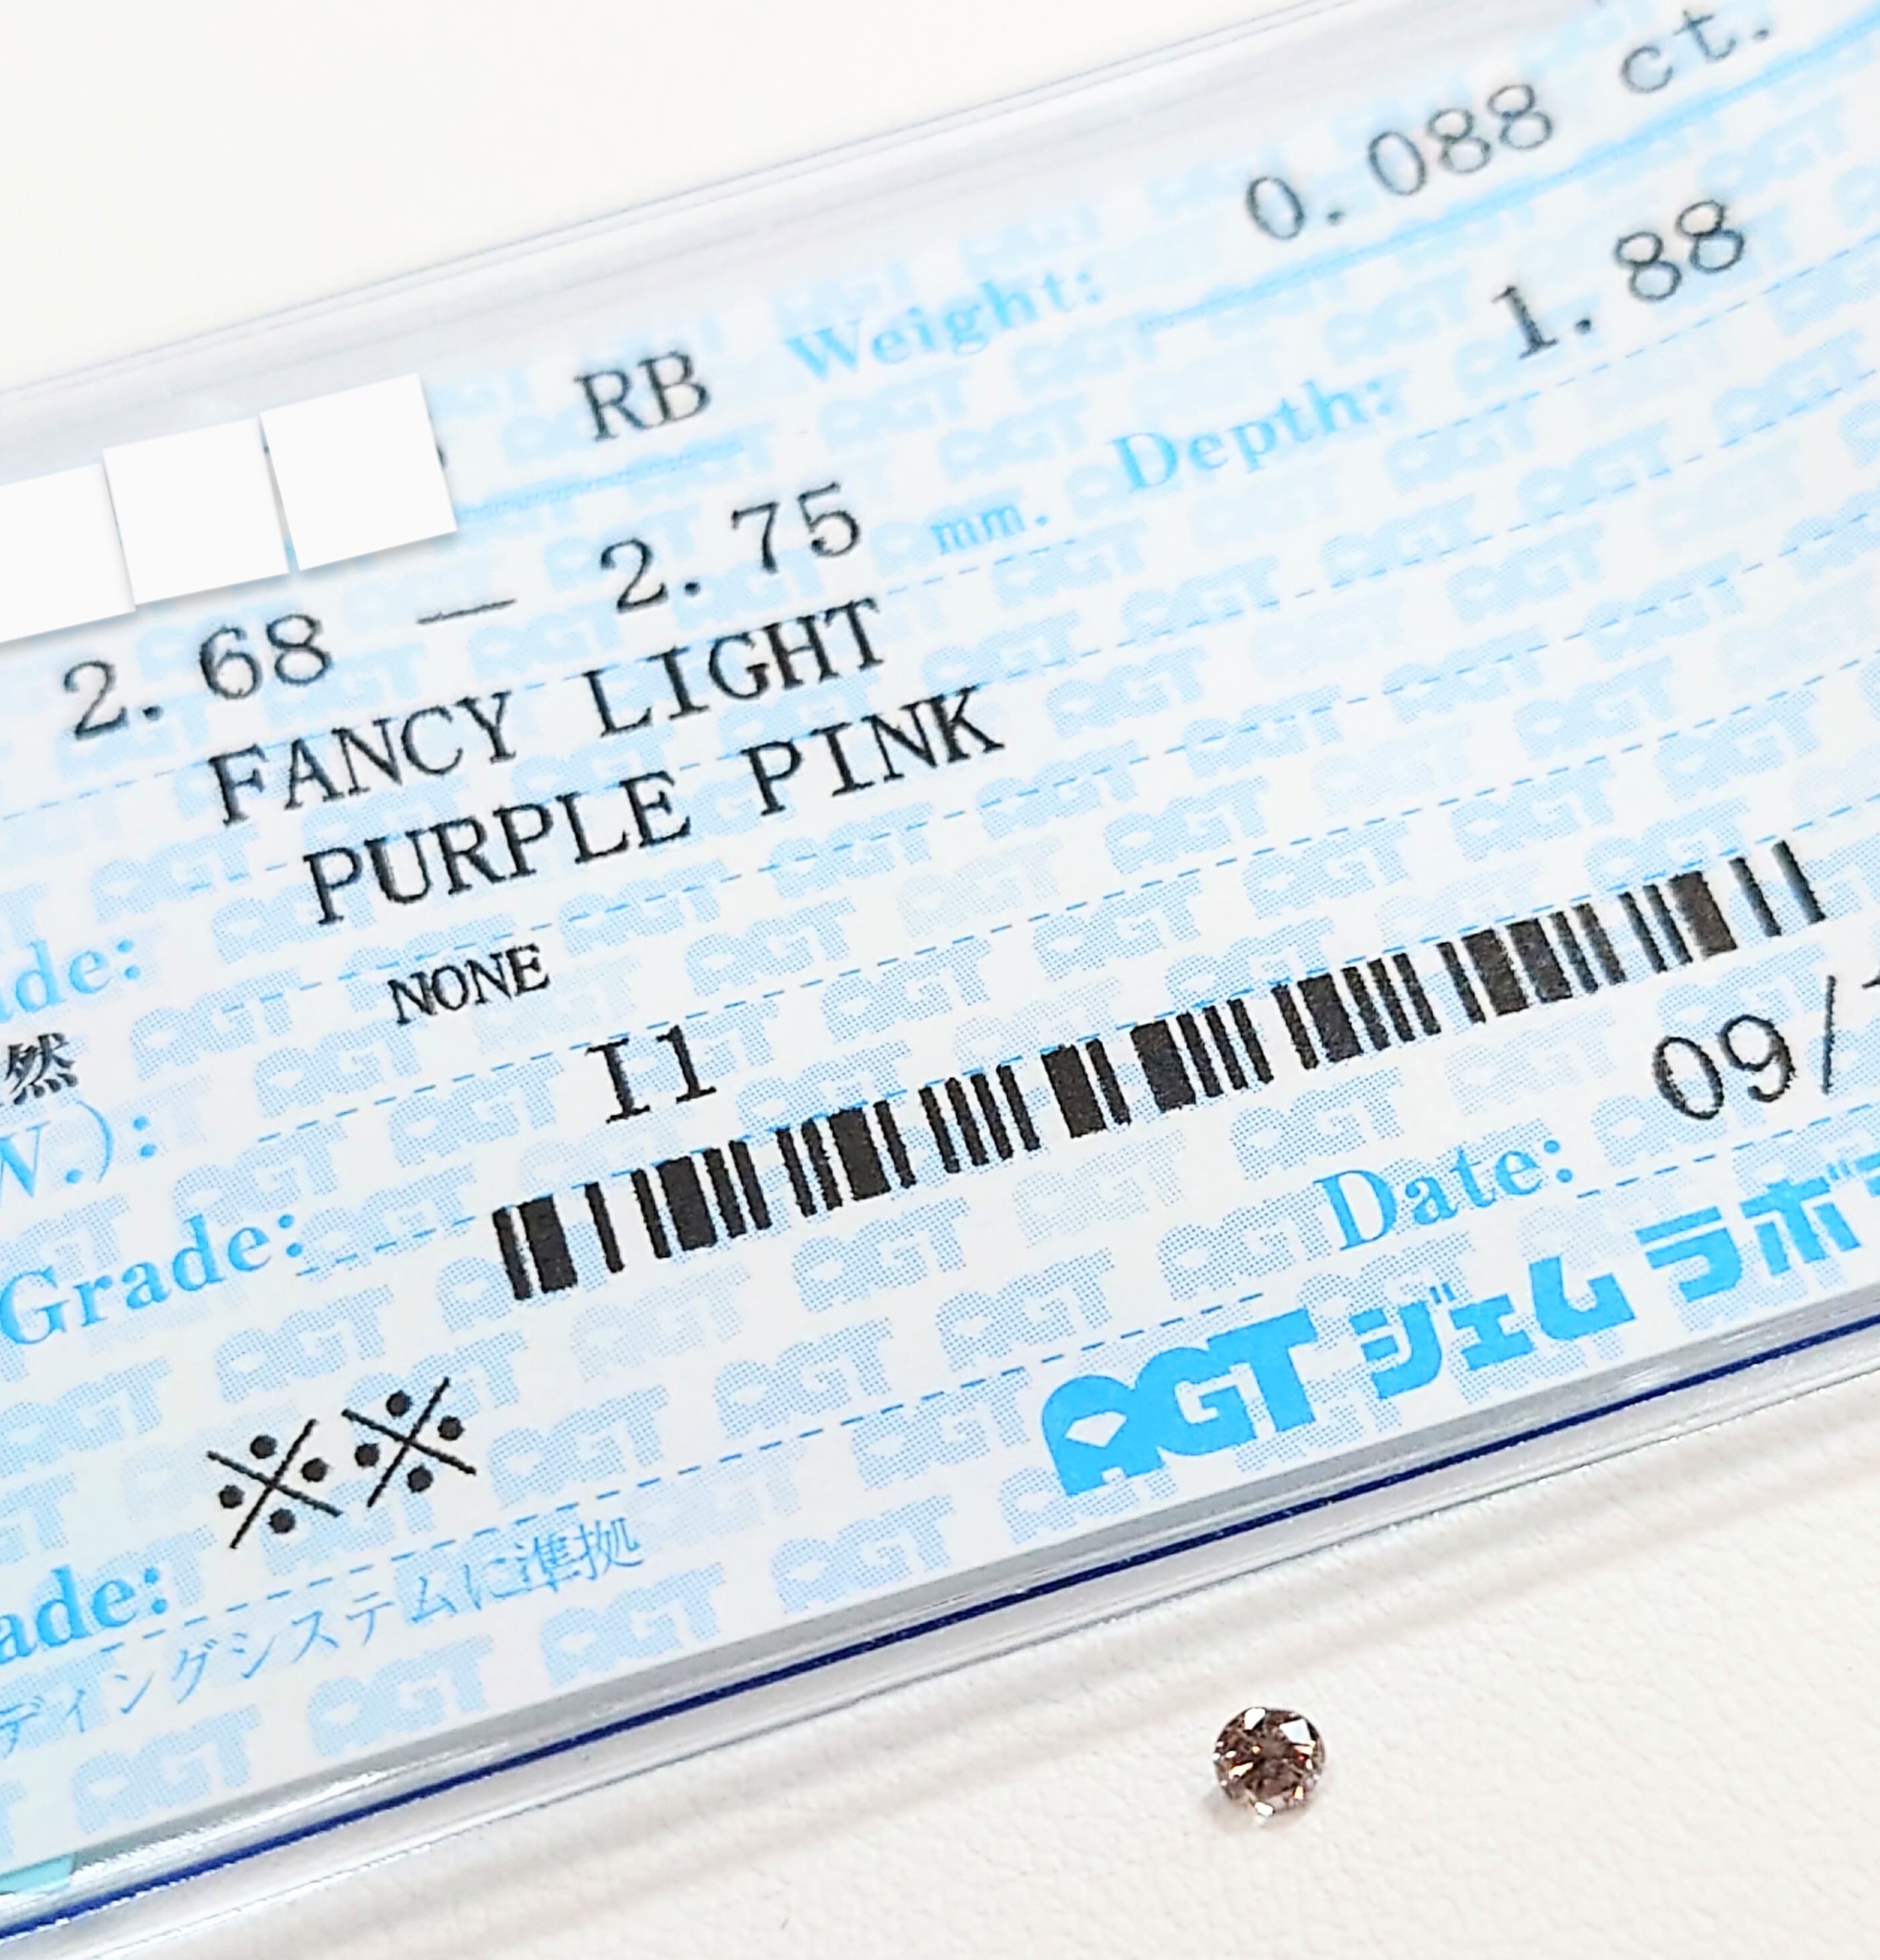 RB Weight: 0.088 ct.
2.68 — 2.75 mm. Depth: 1.88
FANCY LIGHT
PURPLE PINK
然 NONE
Grade: I1
Date: 09/
※※
ディングシステムに準拠
AGT ジェム ラボ